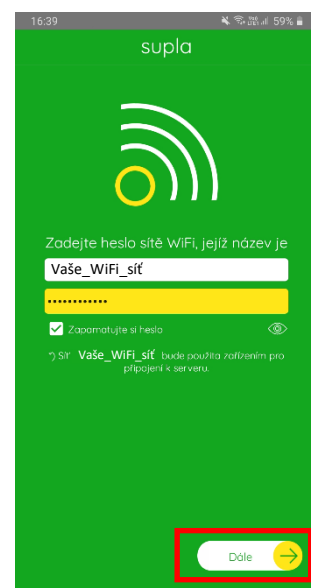 16:39 59%
supla
Zadejte heslo sítě WiFi, jejíž název je
Vaše_WiFi_síť
••••••••••••
Zapamatujte si heslo
*) Síť Vaše_WiFi_síť bude použita zařízením pro
připojení k serveru.
Dále